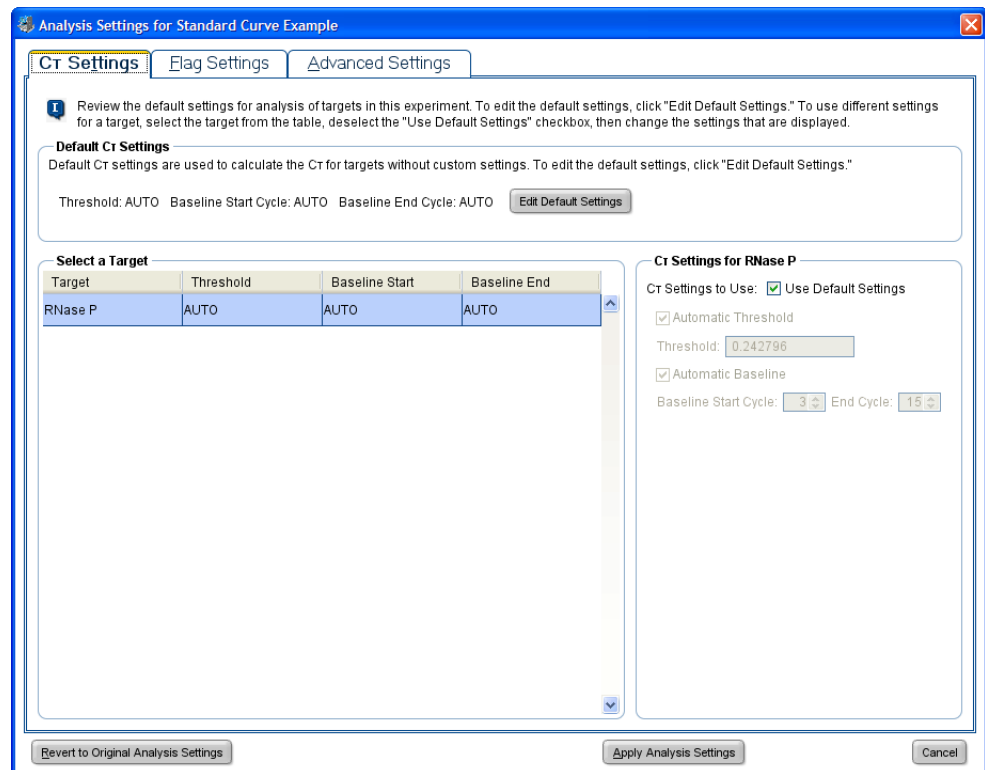 Analysis Settings for Standard Curve Example
Cᴛ Settings
Flag Settings
Advanced Settings
Review the default settings for analysis of targets in this experiment. To edit the default settings, click "Edit Default Settings." To use different settings
for a target, select the target from the table, deselect the "Use Default Settings" checkbox, then change the settings that are displayed.
Default Cᴛ Settings
Default Cᴛ settings are used to calculate the Cᴛ for targets without custom settings. To edit the default settings, click "Edit Default Settings."
Threshold: AUTO Baseline Start Cycle: AUTO Baseline End Cycle: AUTO Edit Default Settings
Select a Target
Target Threshold Baseline Start Baseline End
RNase P AUTO AUTO AUTO
Cᴛ Settings for RNase P
Cᴛ Settings to Use: Use Default Settings
Automatic Threshold
Threshold: 0.242796
Automatic Baseline
Baseline Start Cycle: 3 End Cycle: 15
Revert to Original Analysis Settings
Apply Analysis Settings
Cancel